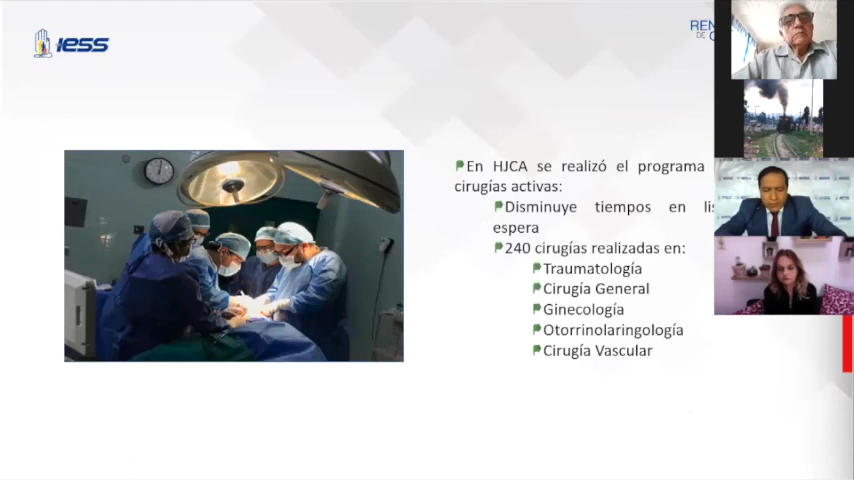 IESS
DE
En HJCA se realizó el programa
cirugías activas:
Disminuye tiempos en
espera
240 cirugías realizadas en:
Traumatología
Cirugía General
Ginecología
Otorrinolaringología
Cirugía Vascular